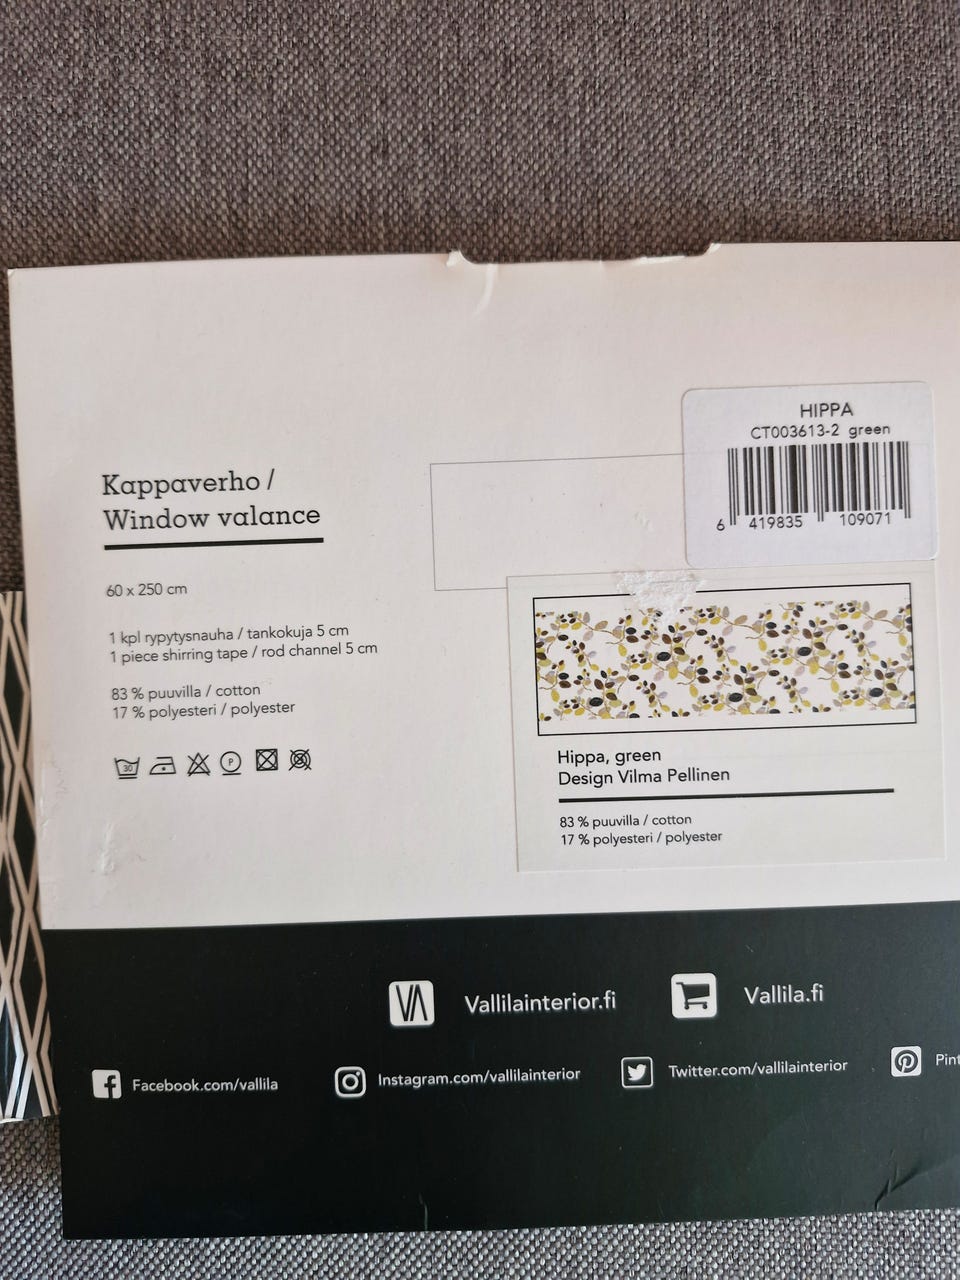 HIPPA
CT003613-2 green
6 419835 109071
Kappaverho /
Window valance
60 x 250 cm
1 kpl rypytysnauha / tankokuja 5 cm
1 piece shirring tape / rod channel 5 cm
83 % puuvilla / cotton
17 % polyesteri / polyester
30
P
Hippa, green
Design Vilma Pellinen
83 % puuvilla / cotton
17 % polyesteri / polyester
Vallilainterior.fi
Vallila.fi
Facebook.com/vallila
Instagram.com/vallilainterior
Twitter.com/vallilainterior
Pint